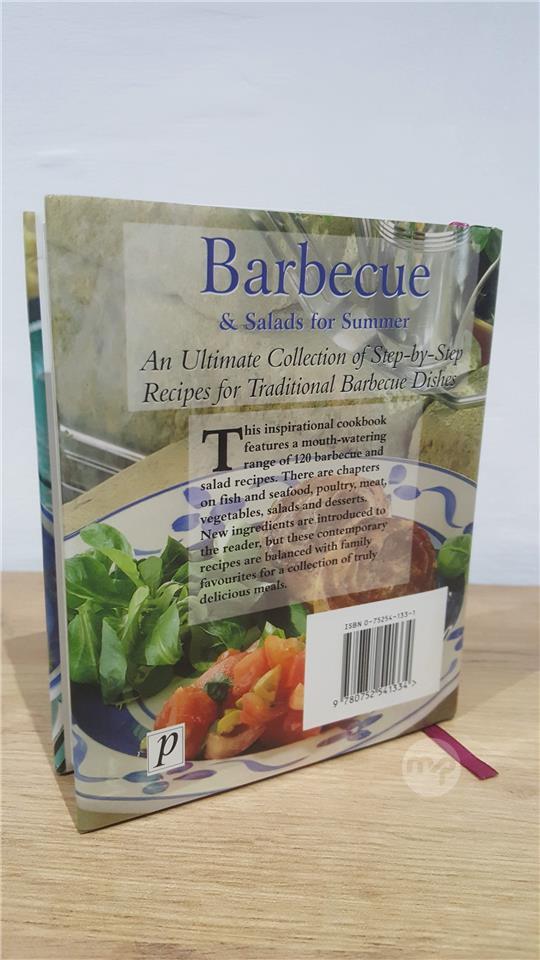 Barbecue
& Salads for Summer
An Ultimate Collection of Step-by-Step
Recipes for Traditional Barbecue Dishes
This inspirational cookbook
features a mouth-watering
range of 120 barbecue and
salad recipes. There are chapters
on fish and seafood, poultry, meat,
vegetables, salads and desserts.
New ingredients are introduced to
the reader, but these contemporary
recipes are balanced with family
favourites for a collection of truly
delicious meals.
ISBN 0-75254-133-1
9 780752 541334 >
p
mp